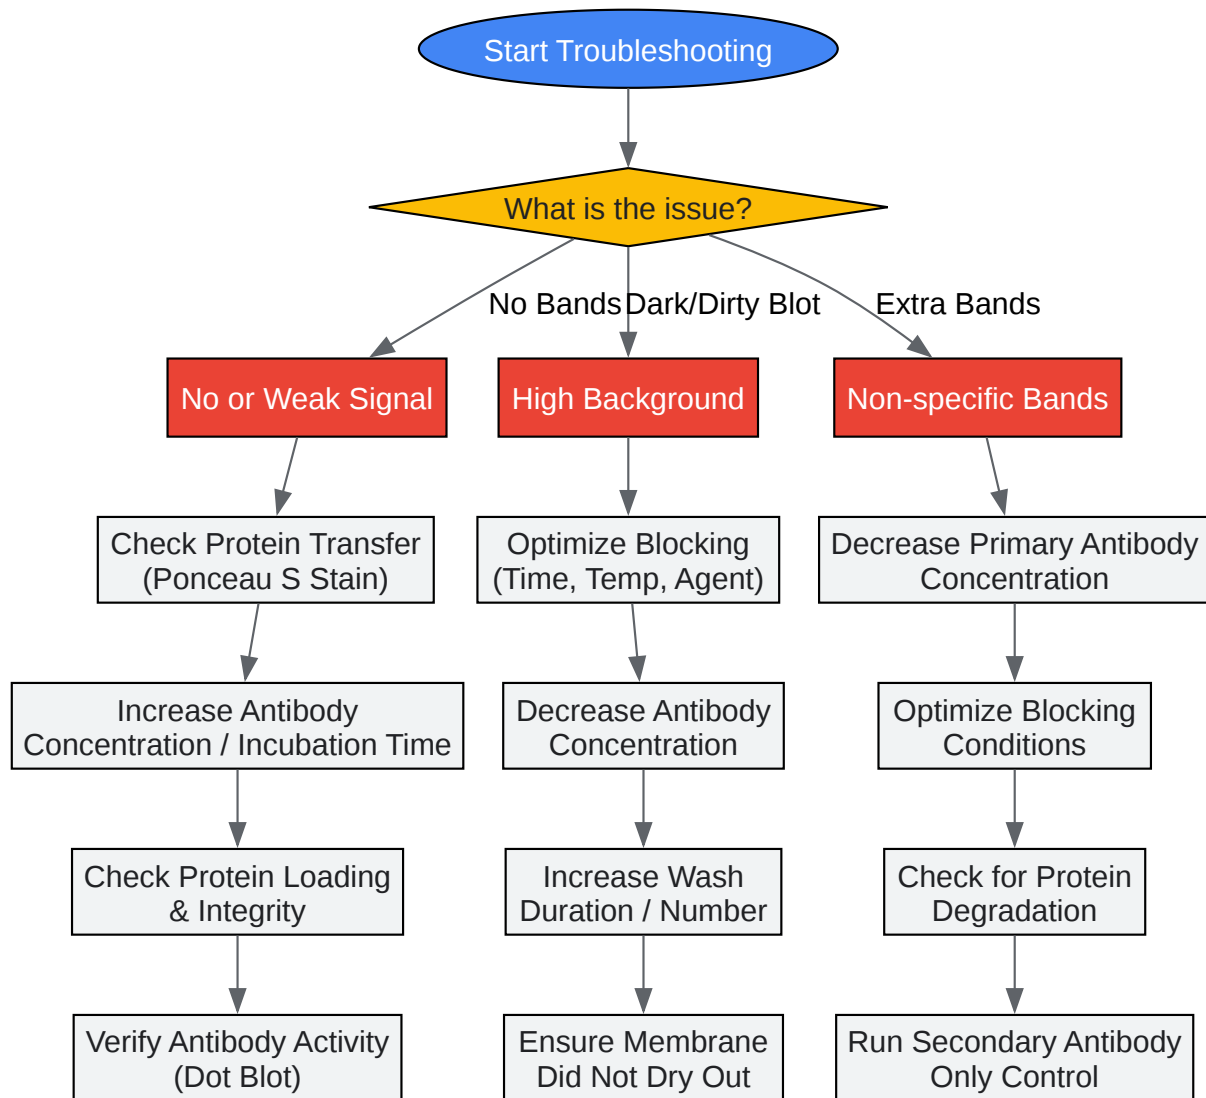 Start Troubleshooting
What is the issue?
No Bands
Dark/Dirty Blot
Extra Bands
No or Weak Signal
High Background
Non-specific Bands
Check Protein Transfer
(Ponceau S Stain)
Optimize Blocking
(Time, Temp, Agent)
Decrease Primary Antibody
Concentration
Increase Antibody
Concentration / Incubation Time
Decrease Antibody
Concentration
Optimize Blocking
Conditions
Check Protein Loading
& Integrity
Increase Wash
Duration / Number
Check for Protein
Degradation
Verify Antibody Activity
(Dot Blot)
Ensure Membrane
Did Not Dry Out
Run Secondary Antibody
Only Control